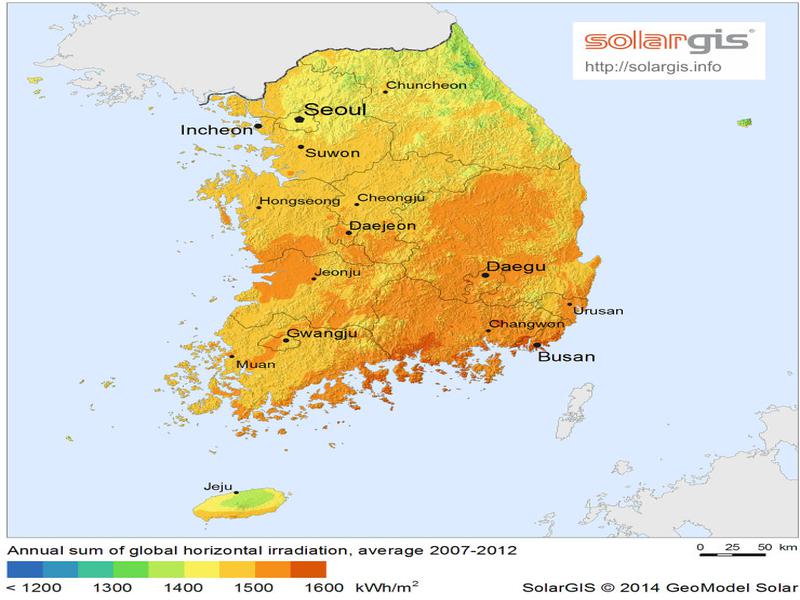 solargis
http://solargis.info
Chuncheon
Seoul
Incheon
Suwon
Hongseong
Cheongju
Daejeon
Daegu
Jeonju
Urusan
Changwon
Gwangju
Busan
Muan
Jeju
Annual sum of global horizontal irradiation, average 2007-2012
0 25 50 km
< 1200 1300 1400 1500 1600 kWh/m²
SolarGIS © 2014 GeoModel Solar